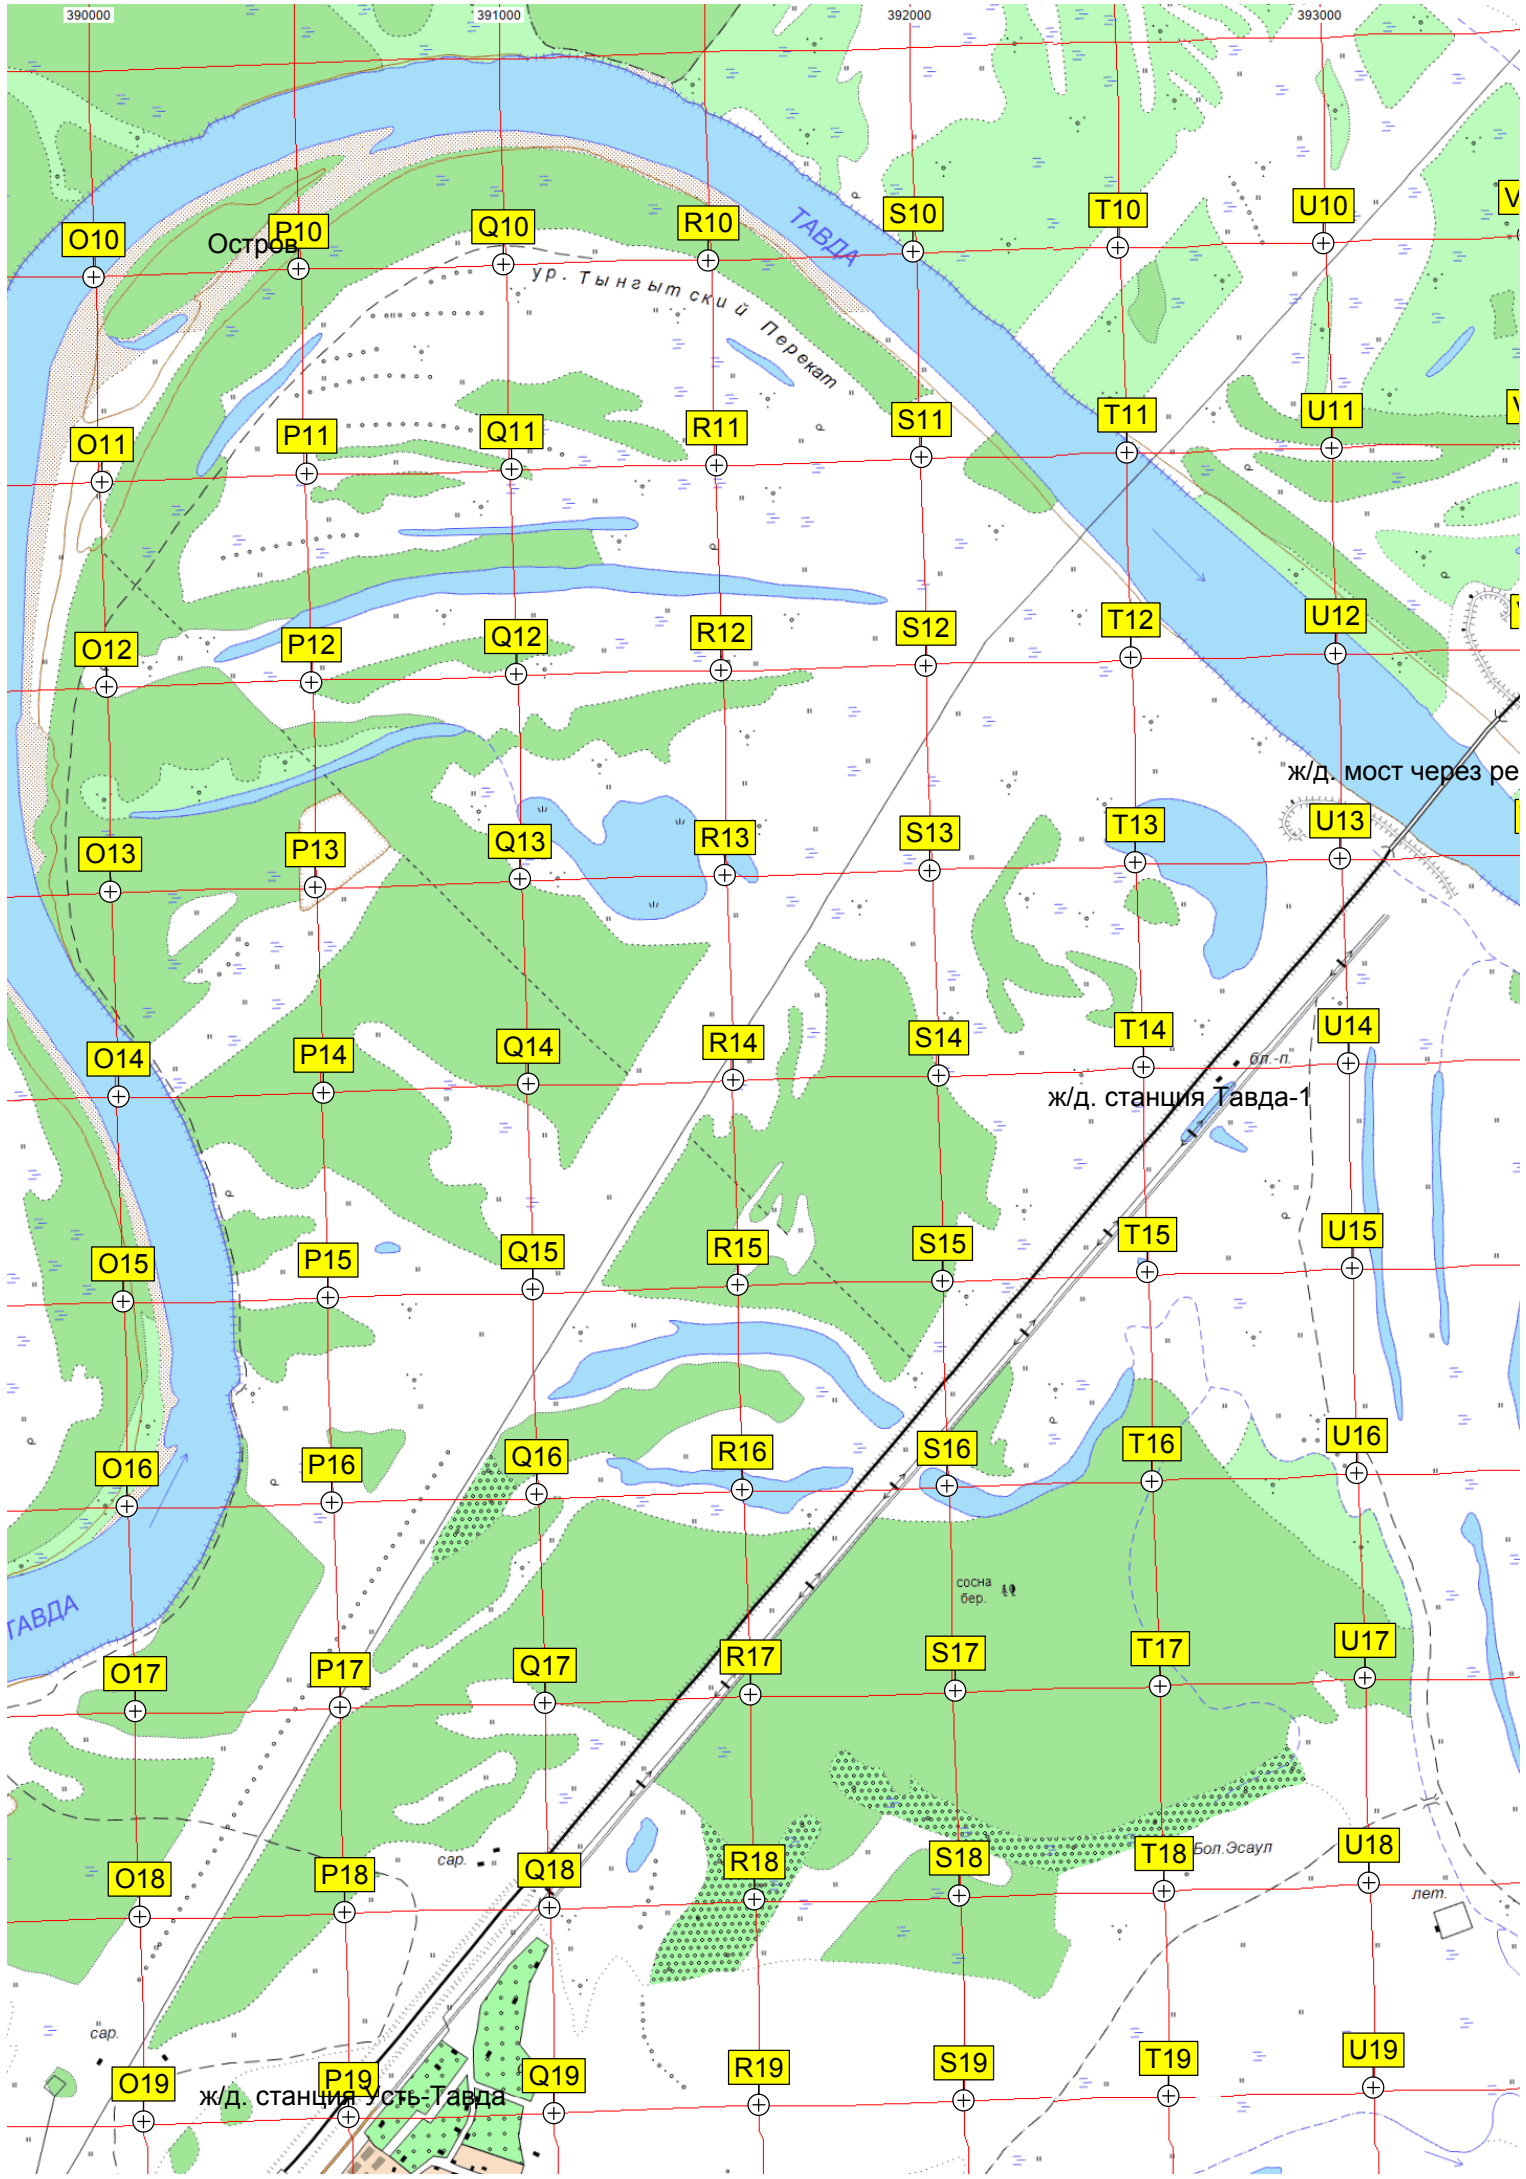 390000 391000 392000 393000
O10 P10 Q10 R10 S10 T10 U10 V
Остров
ТАВДА
ур. Тынгытский Перекат
O11 P11 Q11 R11 S11 T11 U11
O12 P12 Q12 R12 S12 T12 U12
ж/д. мост через ре
O13 P13 Q13 R13 S13 T13 U13
O14 P14 Q14 R14 S14 T14 U14
бл.-п.
ж/д. станция Тавда-1
O15 P15 Q15 R15 S15 T15 U15
O16 P16 Q16 R16 S16 T16 U16
сосна
бер.
ТАВДА
O17 P17 Q17 R17 S17 T17 U17
сар.
Бол.Эсаул
O18 P18 Q18 R18 S18 T18 U18
лет.
сар.
O19 P19 Q19 R19 S19 T19 U19
ж/д. станция Усть-Тавда